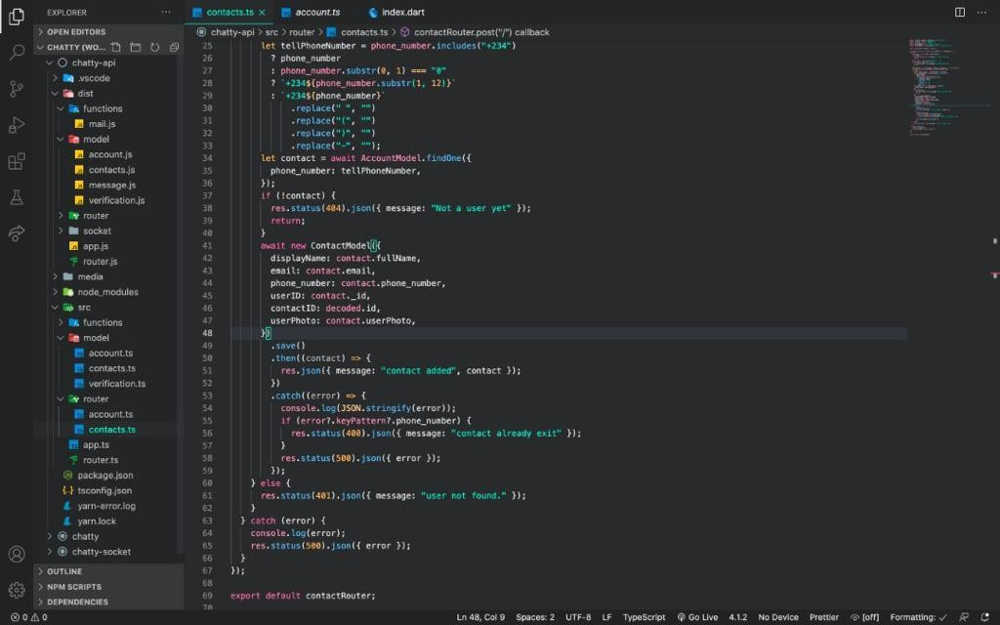 EXPLORER
OPEN EDITORS
CHATTY (WO...
chatty-api
.vscode
dist
functions
mail.js
model
account.js
contacts.js
message.js
verification.js
router
socket
app.js
router.js
media
node_modules
src
functions
model
account.ts
contacts.ts
verification.ts
router
account.ts
contacts.ts
app.ts
router.ts
package.json
tsconfig.json
yarn-error.log
yarn.lock
chatty
chatty-socket
OUTLINE
NPM SCRIPTS
DEPENDENCIES
contacts.ts account.ts index.dart
chatty-api > src > router > contacts.ts > contactRouter.post("/") callback
25 let tellPhoneNumber = phone_number.includes("+234")
26 ? phone_number
27 : phone_number.substr(0, 1) === "0"
28 ? `+234${phone_number.substr(1, 12)}`
29 : `+234${phone_number}`
30 .replace(" ", "")
31 .replace("(", "")
32 .replace(")", "")
33 .replace("-", "");
34 let contact = await AccountModel.findOne({
35 phone_number: tellPhoneNumber,
36 });
37 if (!contact) {
38 res.status(404).json({ message: "Not a user yet" });
39 return;
40 }
41 await new ContactModel({
42 displayName: contact.fullName,
43 email: contact.email,
44 phone_number: contact.phone_number,
45 userID: contact._id,
46 contactID: decoded.id,
47 userPhoto: contact.userPhoto,
48 })
49 .save()
50 .then((contact) => {
51 res.json({ message: "contact added", contact });
52 })
53 .catch((error) => {
54 console.log(JSON.stringify(error));
55 if (error?.keyPattern?.phone_number) {
56 res.status(400).json({ message: "contact already exit" });
57 }
58 res.status(500).json({ error });
59 });
60 } else {
61 res.status(401).json({ message: "user not found." });
62 }
63 } catch (error) {
64 console.log(error);
65 res.status(500).json({ error });
66 }
67 });
68
69 export default contactRouter;
70
0 0 Ln 48, Col 9 Spaces: 2 UTF-8 LF TypeScript Go Live 4.1.2 No Device Prettier [off] Formatting: ✓